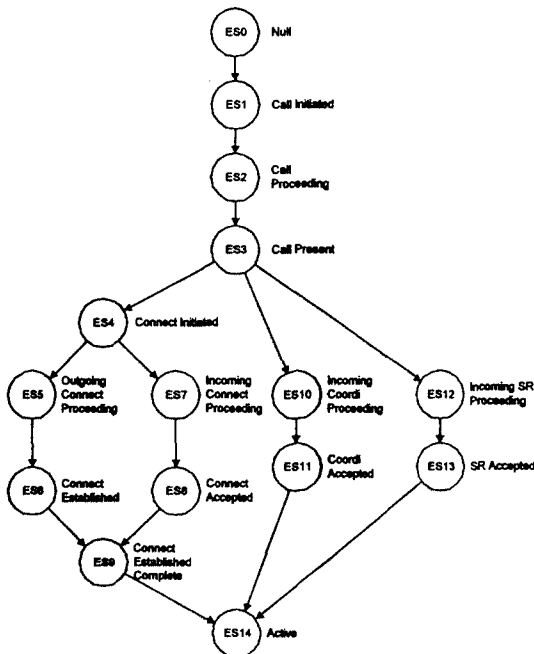 ES0 Null
ES1 Call Initiated
ES2 Call
Proceeding
ES3 Call Present
ES4 Connect Initiated
ES5 Outgoing
Connect
Proceeding
ES7 Incoming
Connect
Proceeding
ES10 Incoming
Coordi
Proceeding
ES12 Incoming SR
Proceeding
ES6 Connect
Established
ES8 Connect
Accepted
ES11 Coordi
Accepted
ES13 SR Accepted
ES9 Connect
Established
Complete
ES14 Active